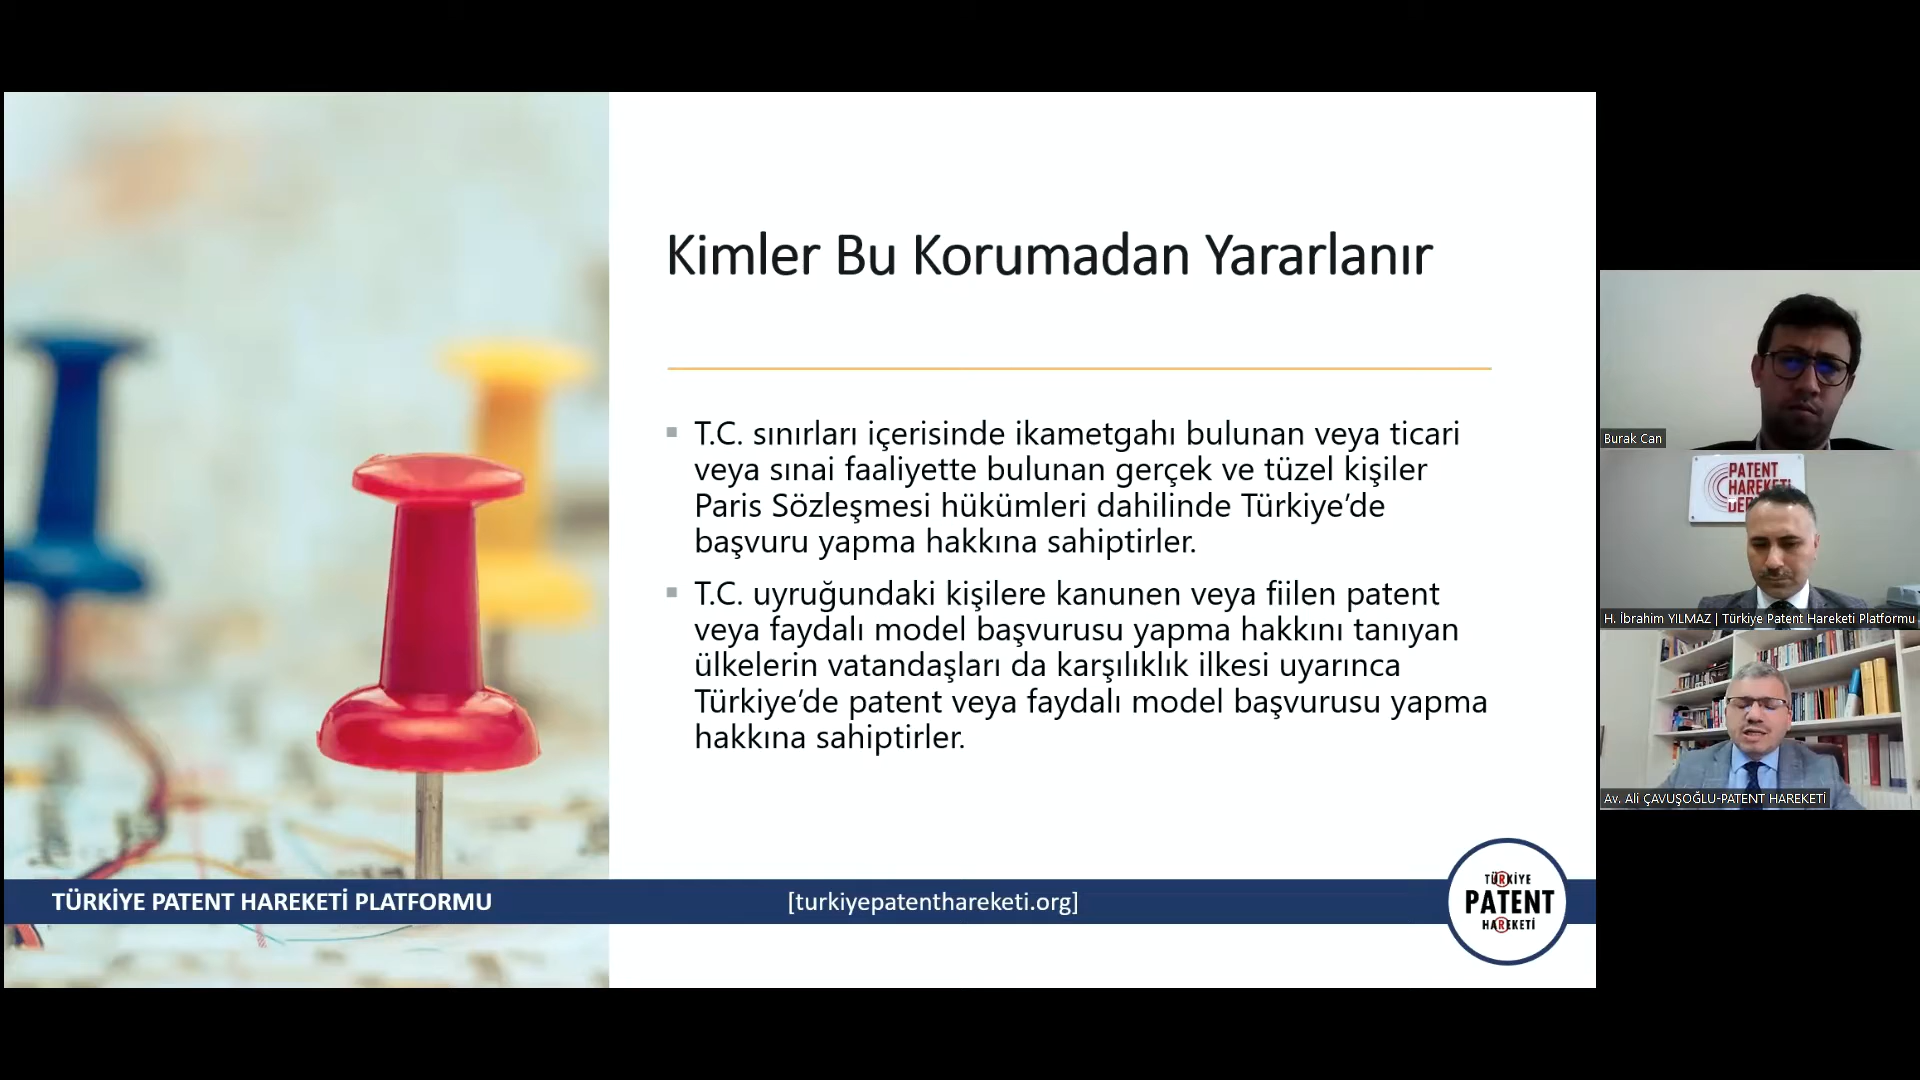 Kimler Bu Korumadan Yararlanır
T.C. sınırları içerisinde ikametgahı bulunan veya ticari
veya sınai faaliyette bulunan gerçek ve tüzel kişiler
Paris Sözleşmesi hükümleri dahilinde Türkiye’de
başvuru yapma hakkına sahiptirler.
T.C. uyruğundaki kişilere kanunen veya fiilen patent
veya faydalı model başvurusu yapma hakkını tanıyan
ülkelerin vatandaşları da karşılıklık ilkesi uyarınca
Türkiye’de patent veya faydalı model başvurusu yapma
hakkına sahiptirler.
TÜRKİYE PATENT HAREKETİ PLATFORMU
[turkiyepatenthareketi.org]
TÜRKİYE
PATENT
HAREKETİ
Burak Can
PATENT
HAREKETİ
H. İbrahim YILMAZ | Türkiye Patent Hareketi Platformu
Av. Ali ÇAVUŞOĞLU-PATENT HAREKETİ